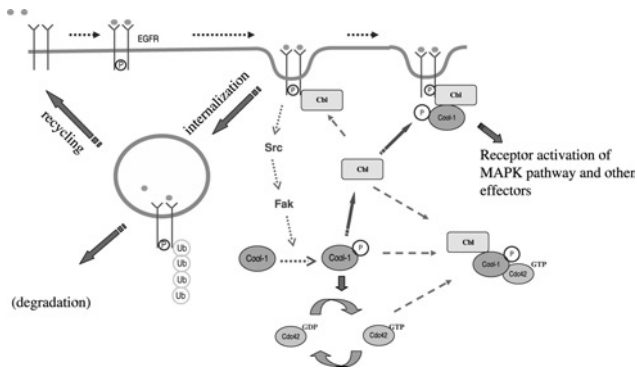 EGFR
P
P
Cbl
P
Cbl
P
Cool-1
internalization
recycling
Src
Cbl
Receptor activation of
MAPK pathway and other
effectors
Fak
P
Ub
Ub
Ub
Ub
(degradation)
Cool-1
Cool-1
P
Cbl
P
Cool-1
Cdc42
GTP
Cdc42
GDP
Cdc42
GTP